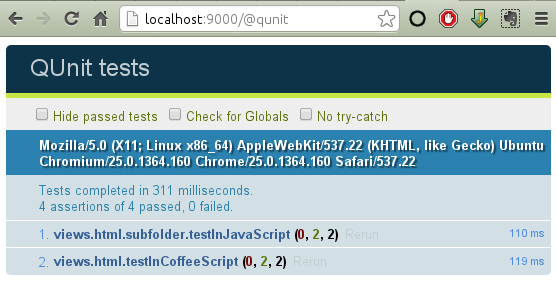 localhost:9000/@qunit
QUnit tests
Hide passed tests Check for Globals No try-catch
Mozilla/5.0 (X11; Linux x86_64) AppleWebKit/537.22 (KHTML, like Gecko) Ubuntu
Chromium/25.0.1364.160 Chrome/25.0.1364.160 Safari/537.22
Tests completed in 311 milliseconds.
4 assertions of 4 passed, 0 failed.
1. views.html.subfolder.testInJavaScript (0, 2, 2) Rerun 110 ms
2. views.html.testInCoffeeScript (0, 2, 2) Rerun 119 ms